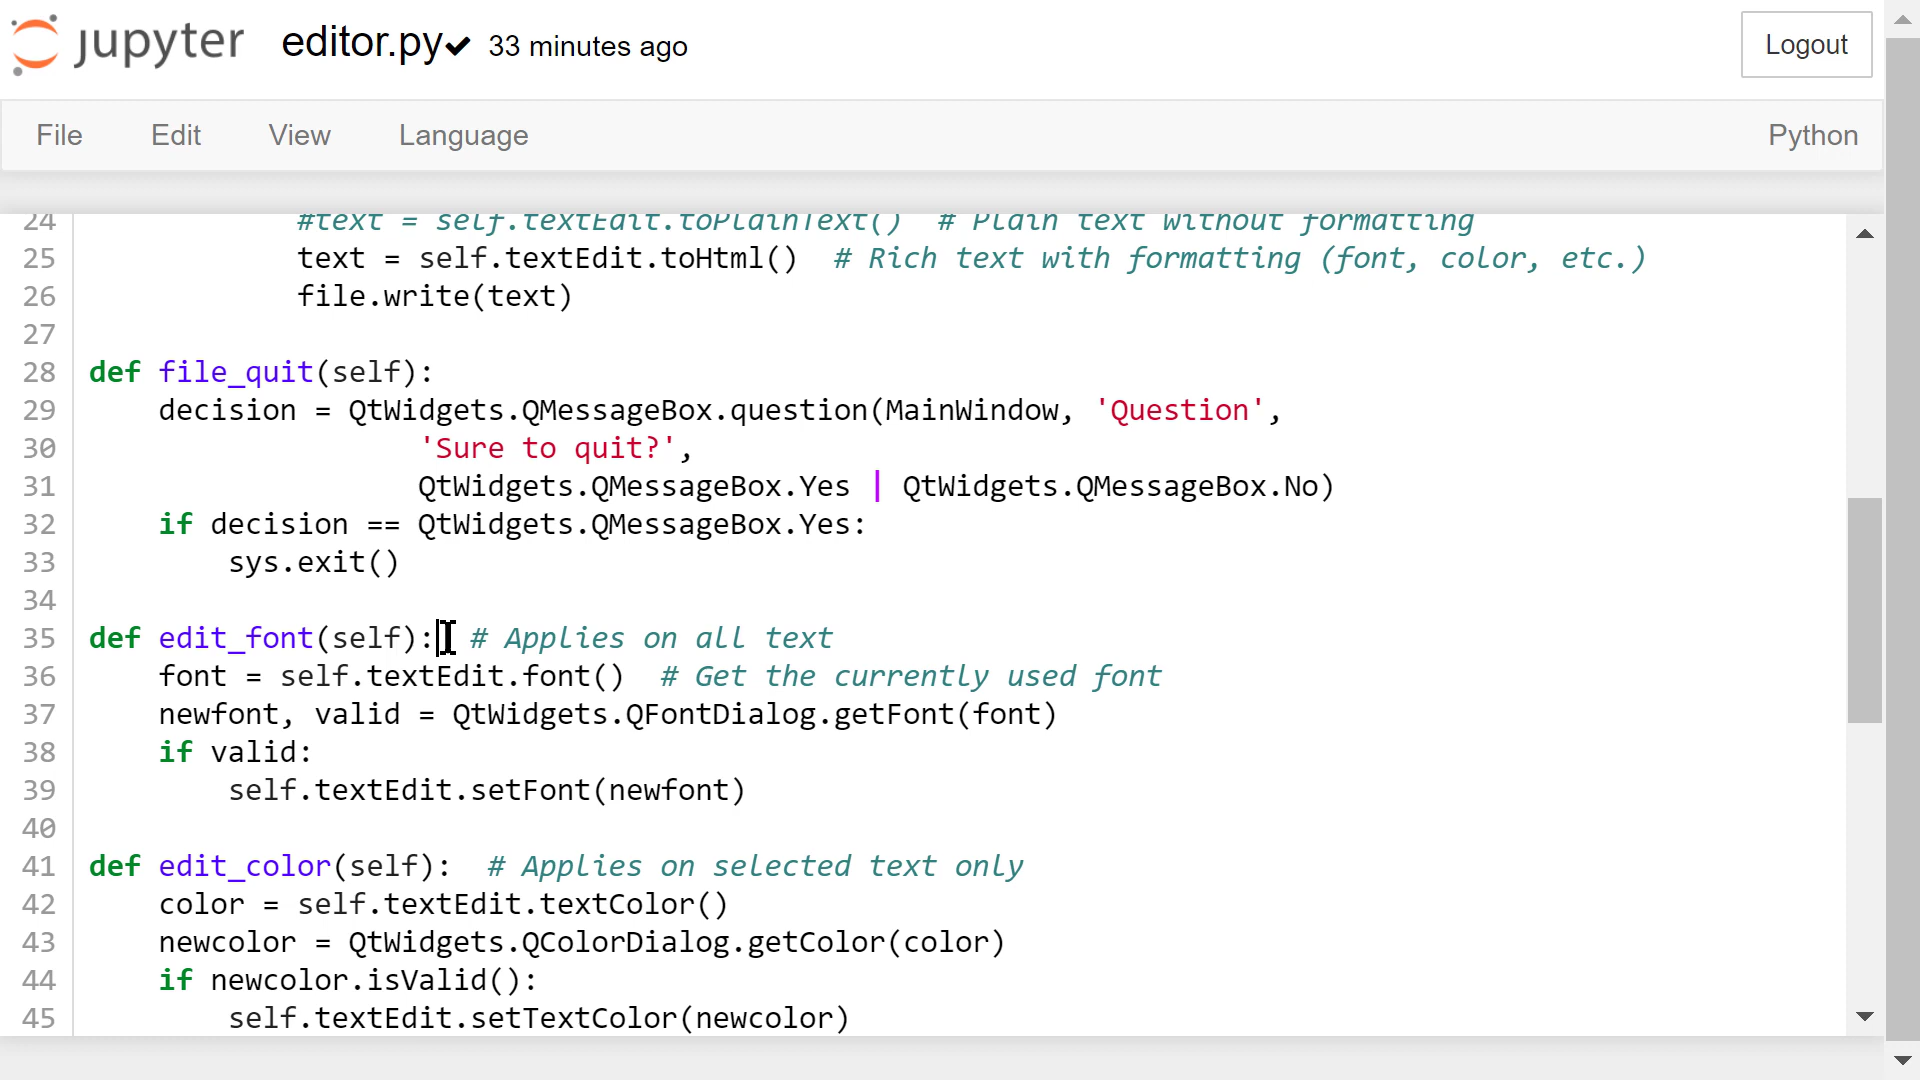 jupyter editor.py✔ 33 minutes ago Logout
File Edit View Language Python
24 #text = self.textEdit.toPlainText()  # Plain text without formatting
25 text = self.textEdit.toHtml()  # Rich text with formatting (font, color, etc.)
26 file.write(text)
27
28 def file_quit(self):
29 decision = QtWidgets.QMessageBox.question(MainWindow, 'Question',
30 'Sure to quit?',
31 QtWidgets.QMessageBox.Yes | QtWidgets.QMessageBox.No)
32 if decision == QtWidgets.QMessageBox.Yes:
33 sys.exit()
34
35 def edit_font(self):  # Applies on all text
36 font = self.textEdit.font()  # Get the currently used font
37 newfont, valid = QtWidgets.QFontDialog.getFont(font)
38 if valid:
39 self.textEdit.setFont(newfont)
40
41 def edit_color(self):  # Applies on selected text only
42 color = self.textEdit.textColor()
43 newcolor = QtWidgets.QColorDialog.getColor(color)
44 if newcolor.isValid():
45 self.textEdit.setTextColor(newcolor)